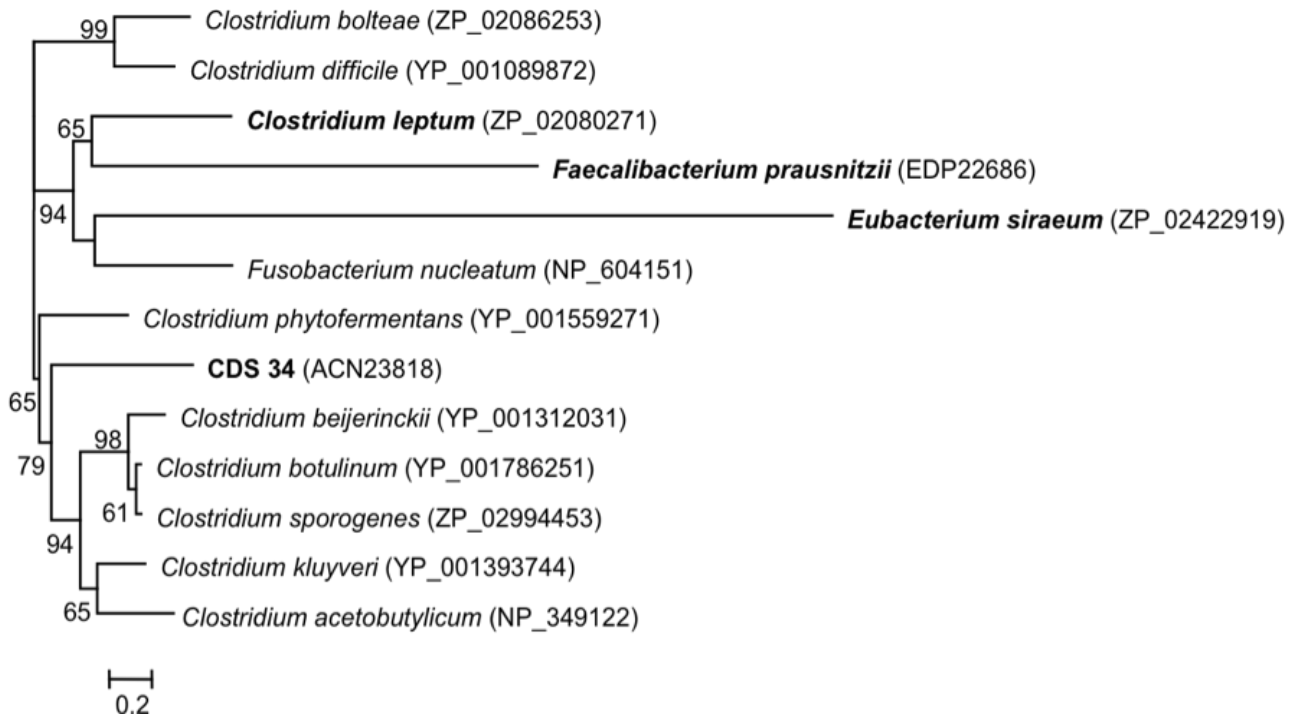 99
Clostridium bolteae (ZP_02086253)
Clostridium difficile (YP_001089872)
65
Clostridium leptum (ZP_02080271)
Faecalibacterium prausnitzii (EDP22686)
94
Eubacterium siraeum (ZP_02422919)
Fusobacterium nucleatum (NP_604151)
Clostridium phytofermentans (YP_001559271)
CDS 34 (ACN23818)
65
Clostridium beijerinckii (YP_001312031)
98
79
Clostridium botulinum (YP_001786251)
61
Clostridium sporogenes (ZP_02994453)
94
Clostridium kluyveri (YP_001393744)
65
Clostridium acetobutylicum (NP_349122)
0.2